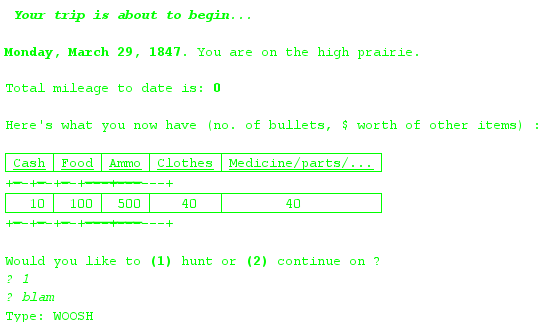 Your trip is about to begin...
Monday, March 29, 1847. You are on the high prairie.
Total mileage to date is: 0
Here's what you now have (no. of bullets, $ worth of other items) :
Cash Food Ammo Clothes Medicine/parts/...
+--+--+--+----+------+
10 100 500 40 40
+--+--+--+----+------+
Would you like to (1) hunt or (2) continue on ?
? 1
? blam
Type: WOOSH